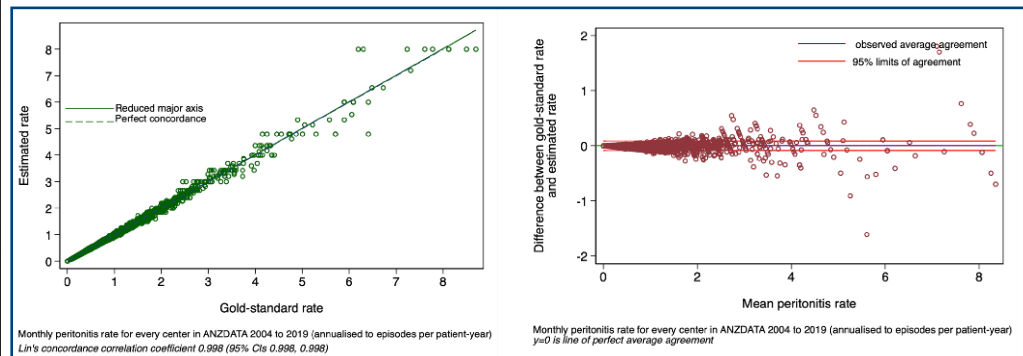 Estimated rate
8
7
6
5
4
3
2
1
0
Reduced major axis
Perfect concordance
0 1 2 3 4 5 6 7 8
Gold-standard rate
Monthly peritonitis rate for every center in ANZDATA 2004 to 2019 (annualised to episodes per patient-year)
Lin's concordance correlation coefficient 0.998 (95% CIs 0.998, 0.998)
Difference between gold-standard rate
and estimated rate
2
1
0
-1
-2
observed average agreement
95% limits of agreement
0 2 4 6 8
Mean peritonitis rate
Monthly peritonitis rate for every center in ANZDATA 2004 to 2019 (annualised to episodes per patient-year)
y=0 is line of perfect average agreement